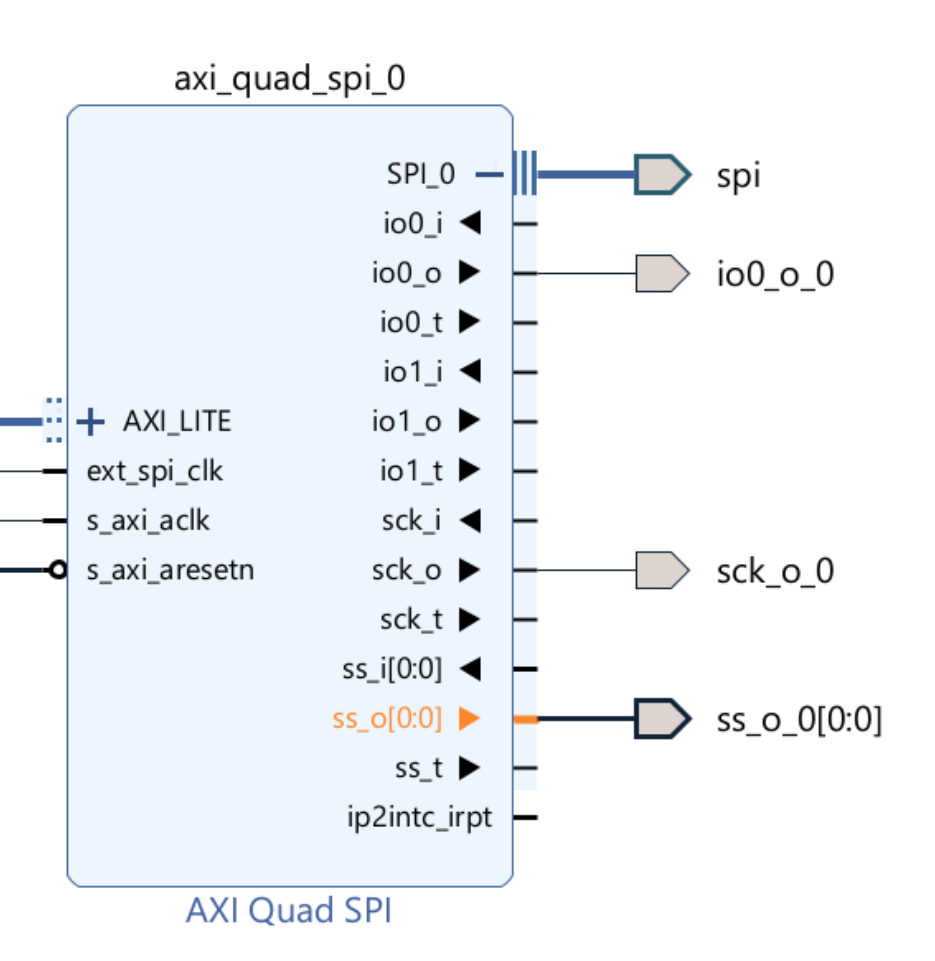 axi_quad_spi_0
SPI_0
spi
io0_i
io0_o
io0_o_0
io0_t
io1_i
AXI_LITE
io1_o
ext_spi_clk
io1_t
s_axi_aclk
sck_i
s_axi_aresetn
sck_o
sck_o_0
sck_t
ss_i[0:0]
ss_o[0:0]
ss_o_0[0:0]
ss_t
ip2intc_irpt
AXI Quad SPI